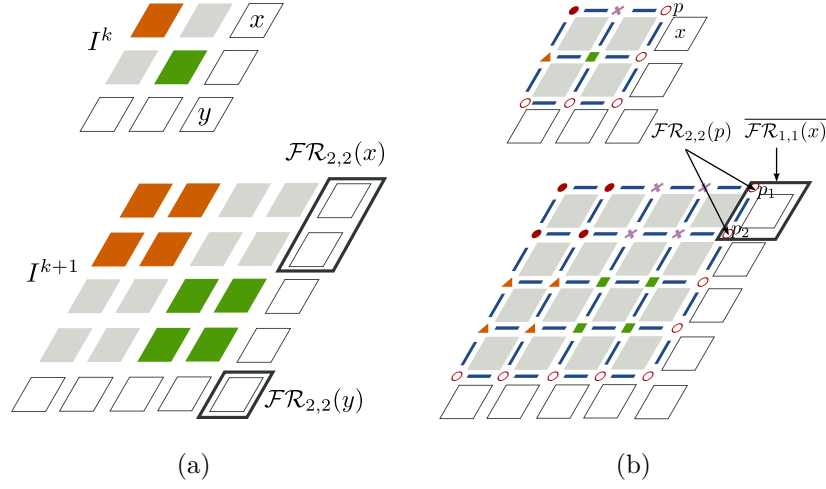 I^k
x
y
FR_{2,2}(x)
I^{k+1}
FR_{2,2}(y)
(a)
p
x
FR_{2,2}(p)
\overline{FR_{1,1}(x)}
p_1
p_2
(b)